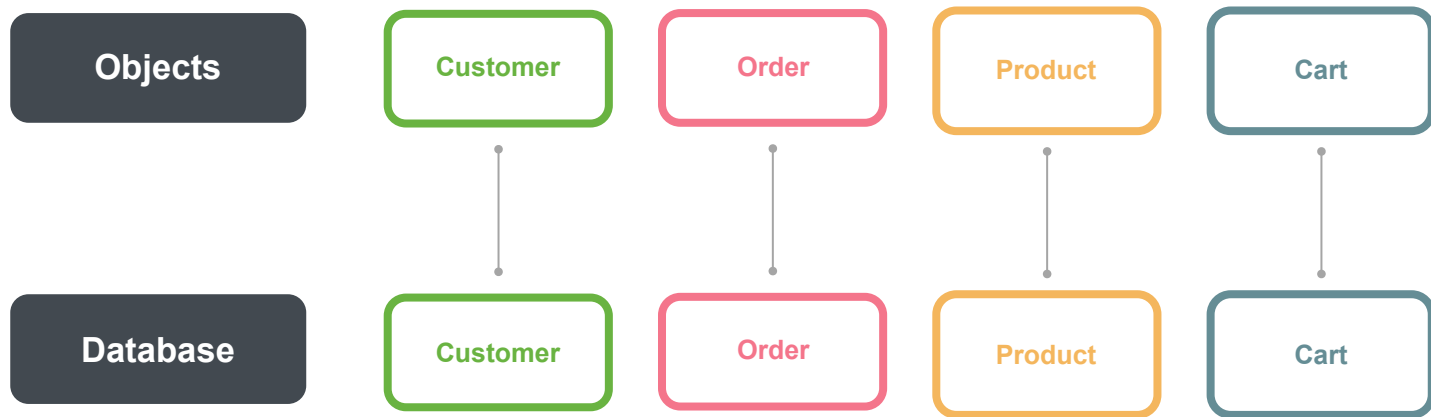 Objects
Customer
Order
Product
Cart
Database
Customer
Order
Product
Cart